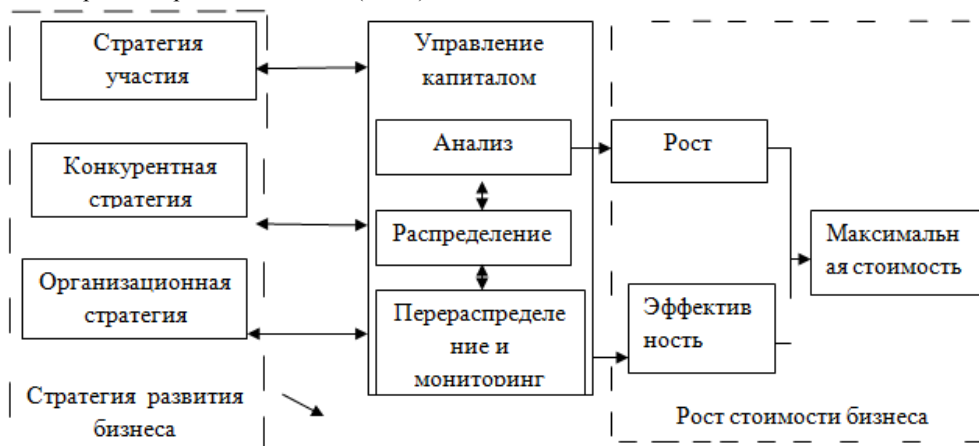 Стратегия
участия
Конкурентная
стратегия
Организационная
стратегия
Стратегия развития
бизнеса
Управление
капиталом
Анализ
Распределение
Перераспределе
ние и
мониторинг
Рост
Эффектив
ность
Максимальн
ая стоимость
Рост стоимости бизнеса